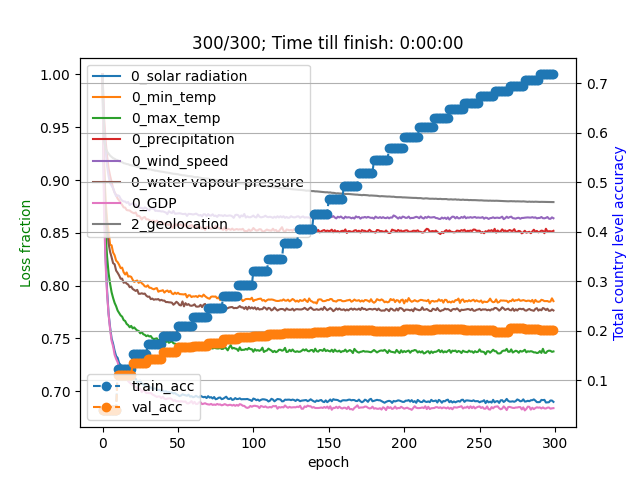 300/300; Time till finish: 0:00:00
1.00
0.95
0.90
0.85
0.80
0.75
0.70
Loss fraction
0_solar radiation
0_min_temp
0_max_temp
0_precipitation
0_wind_speed
0_water vapour pressure
0_GDP
2_geolocation
train_acc
val_acc
0.7
0.6
0.5
0.4
0.3
0.2
0.1
Total country level accuracy
0
50
100
150
200
250
300
epoch